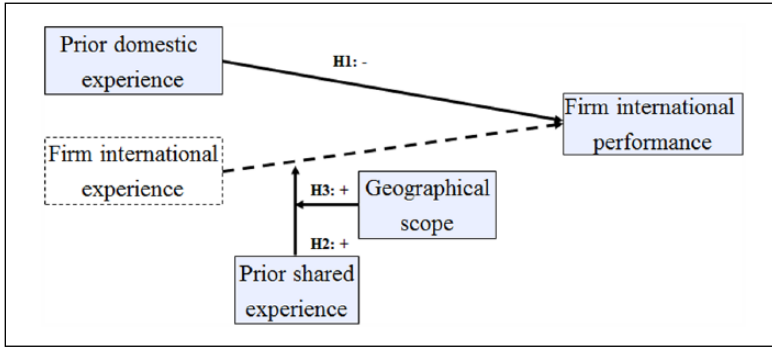 Prior domestic
experience
H1: -
Firm international
performance
Firm international
experience
H3: +
Geographical
scope
H2: +
Prior shared
experience